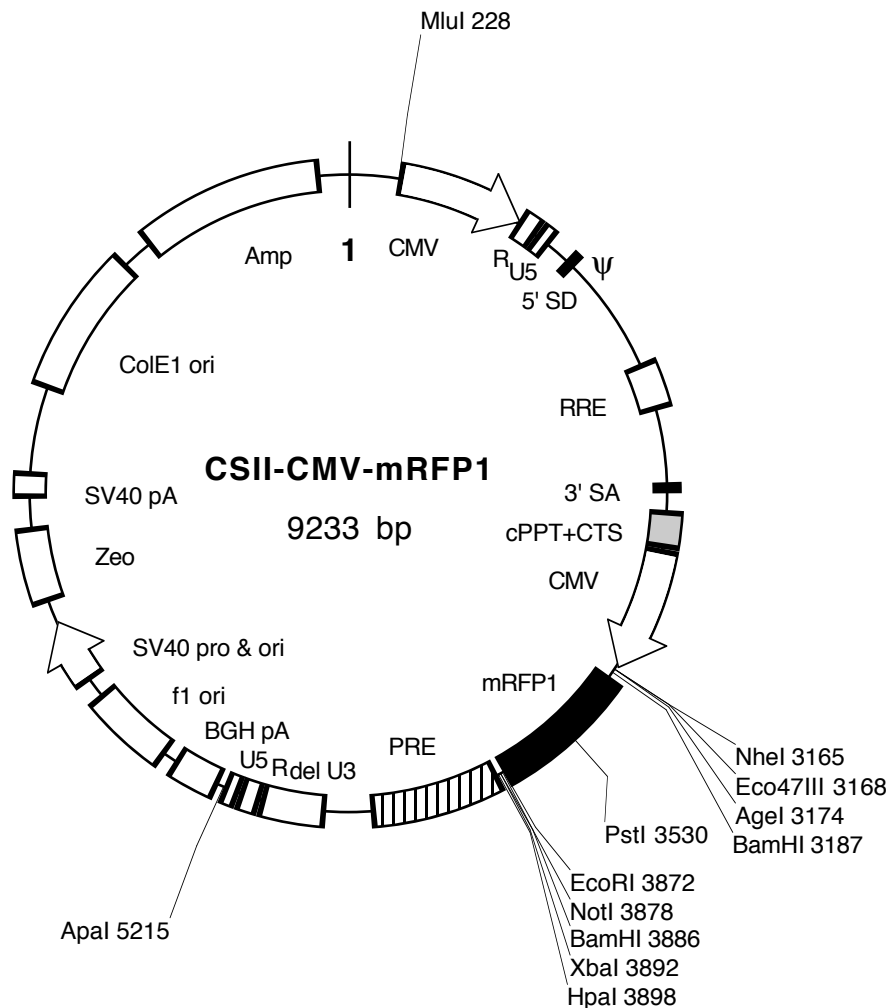 MluI 228
Amp
1
CMV
R
U5
ψ
5' SD
ColE1 ori
RRE
CSII-CMV-mRFP1
9233 bp
3' SA
SV40 pA
cPPT+CTS
Zeo
CMV
SV40 pro & ori
mRFP1
f1 ori
BGH pA
PRE
U5
R
del U3
NheI 3165
Eco47III 3168
AgeI 3174
BamHI 3187
PstI 3530
EcoRI 3872
NotI 3878
BamHI 3886
XbaI 3892
HpaI 3898
ApaI 5215